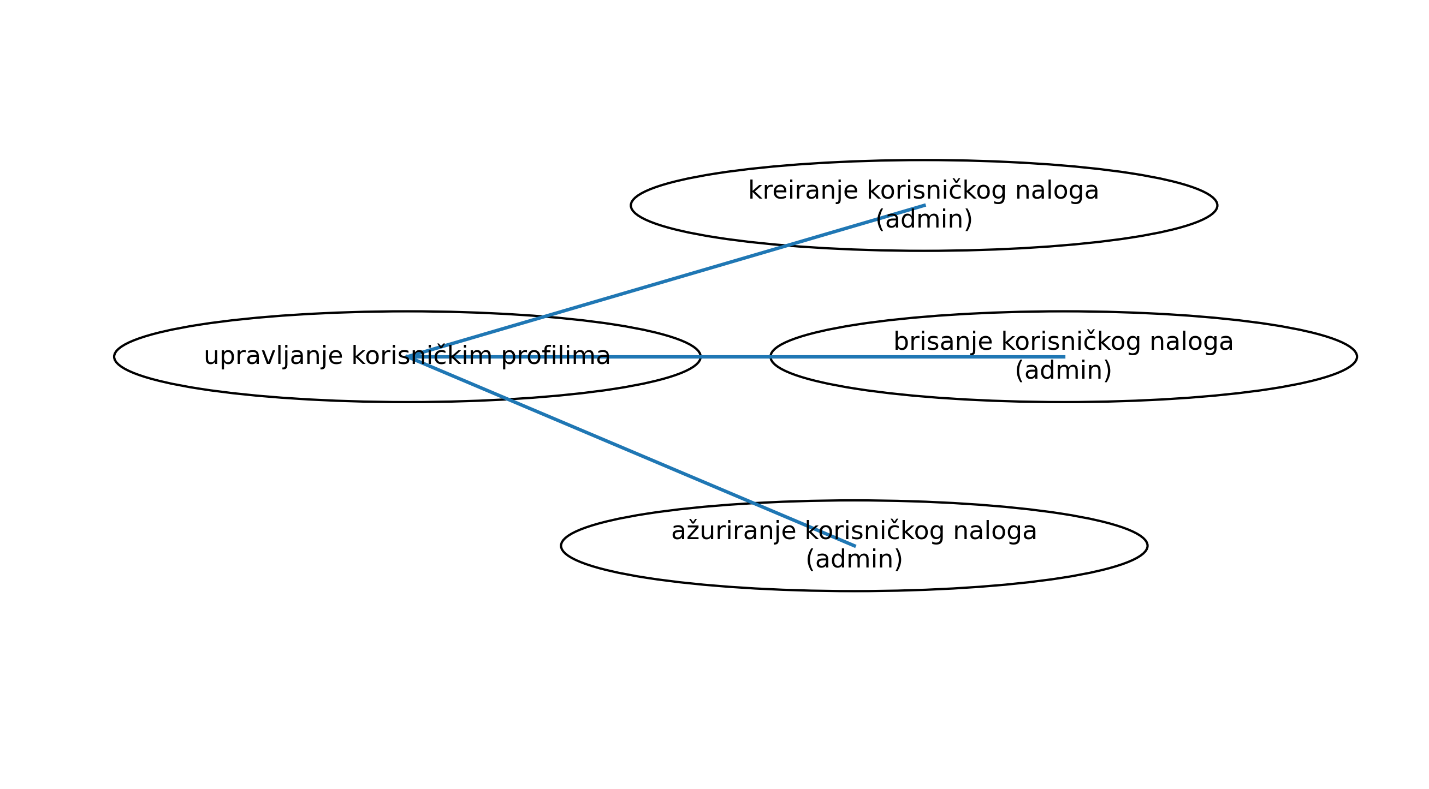 kreiranje korisničkog naloga
(admin)
upravljanje korisničkim profilima
brisanje korisničkog naloga
(admin)
ažuriranje korisničkog naloga
(admin)